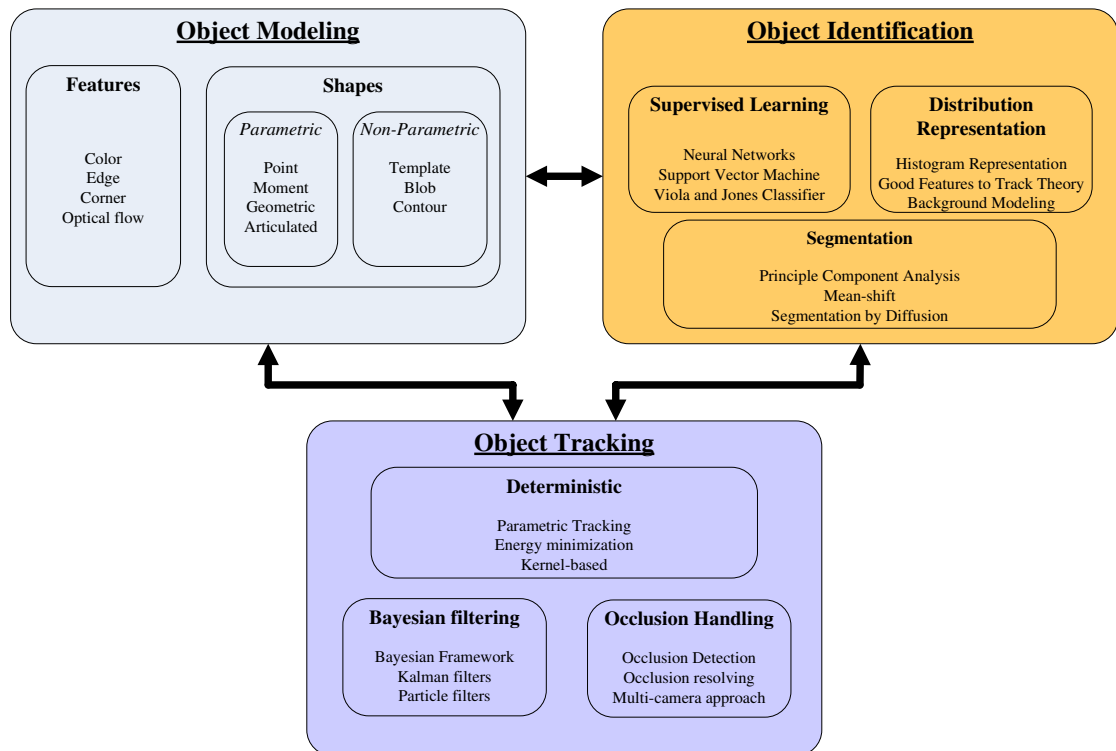 Object Modeling
Features
Color
Edge
Corner
Optical flow
Shapes
Parametric
Point
Moment
Geometric
Articulated
Non-Parametric
Template
Blob
Contour
Object Identification
Supervised Learning
Neural Networks
Support Vector Machine
Viola and Jones Classifier
Distribution
Representation
Histogram Representation
Good Features to Track Theory
Background Modeling
Segmentation
Principle Component Analysis
Mean-shift
Segmentation by Diffusion
Object Tracking
Deterministic
Parametric Tracking
Energy minimization
Kernel-based
Bayesian filtering
Bayesian Framework
Kalman filters
Particle filters
Occlusion Handling
Occlusion Detection
Occlusion resolving
Multi-camera approach